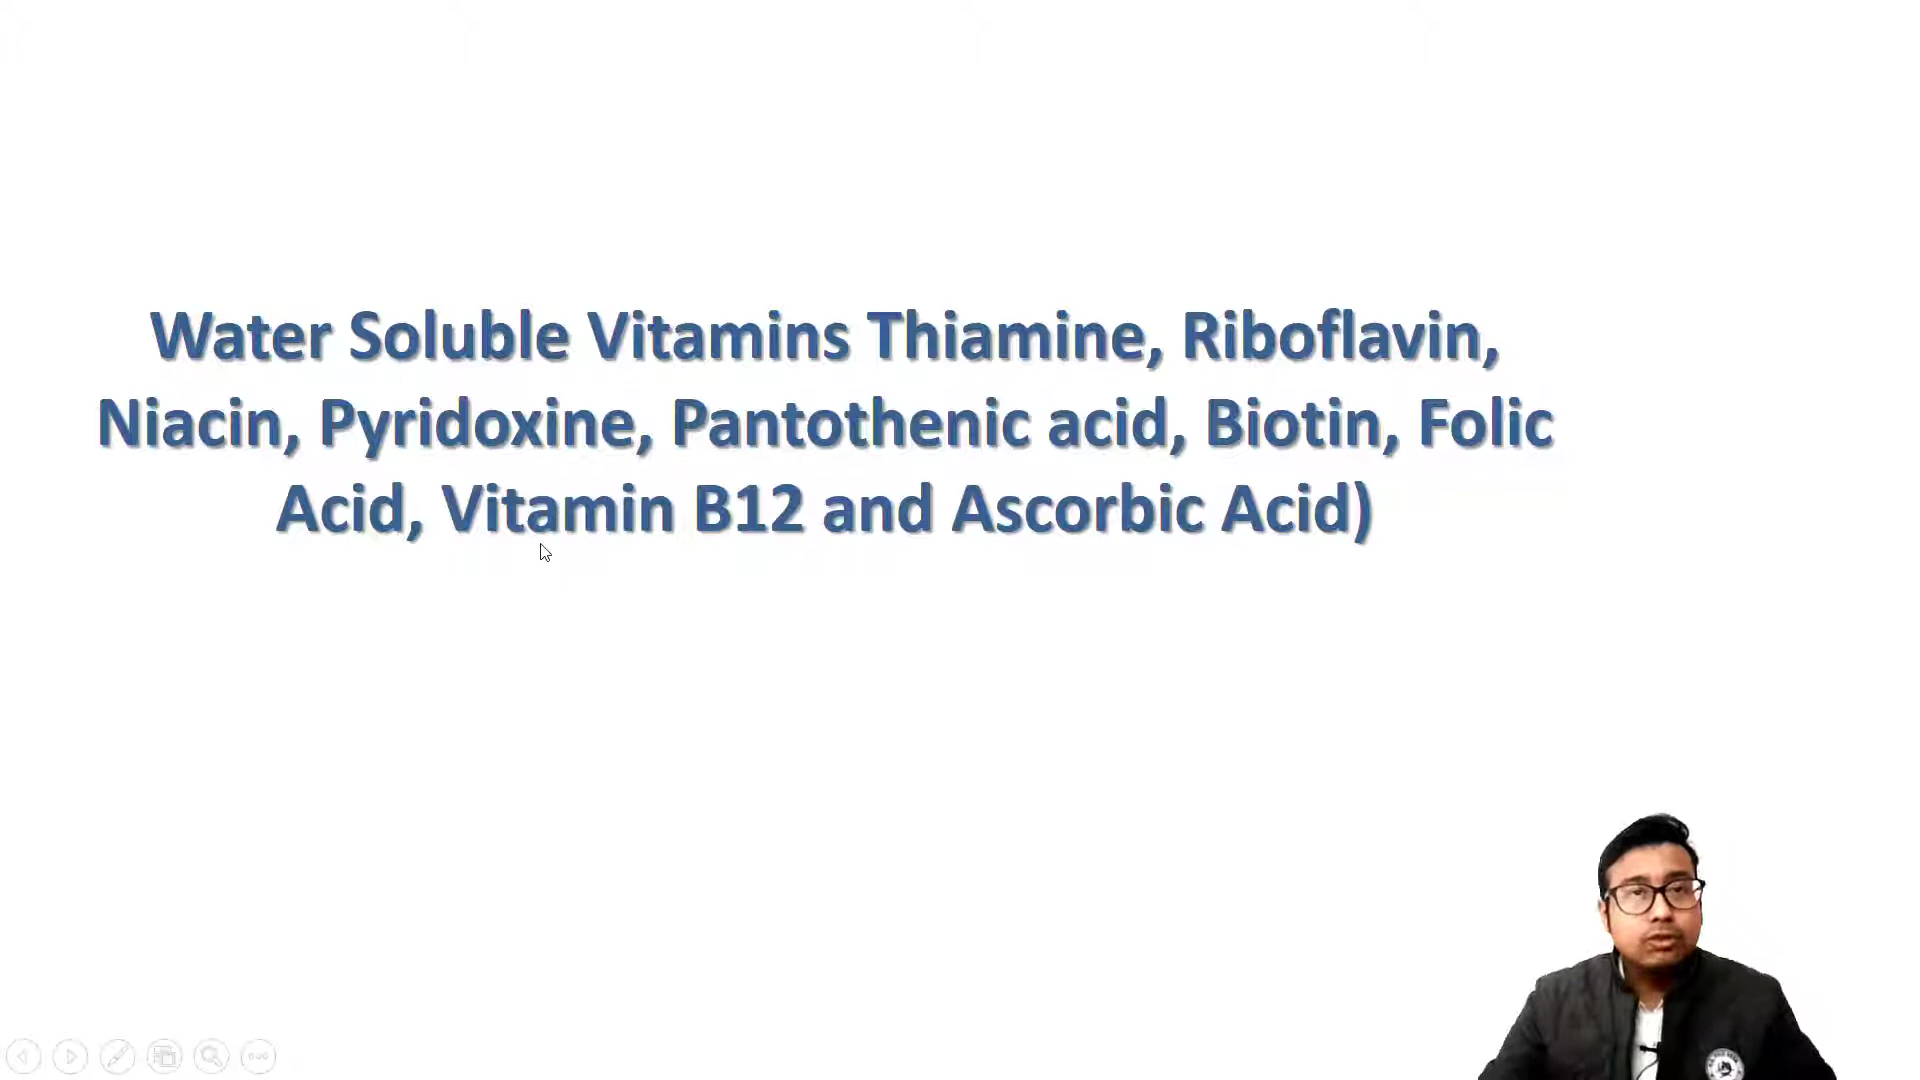 Water Soluble Vitamins Thiamine, Riboflavin,
Niacin, Pyridoxine, Pantothenic acid, Biotin, Folic
Acid, Vitamin B12 and Ascorbic Acid)